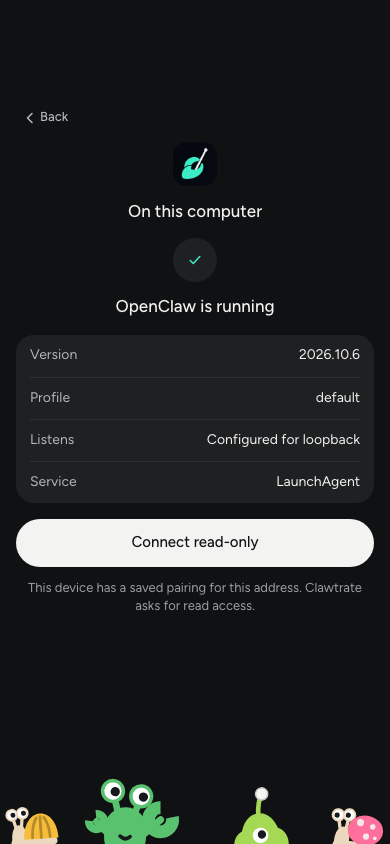 Back
On this computer
OpenClaw is running
Version 2026.10.6
Profile default
Listens Configured for loopback
Service LaunchAgent
Connect read-only
This device has a saved pairing for this address. Clawtrate
asks for read access.